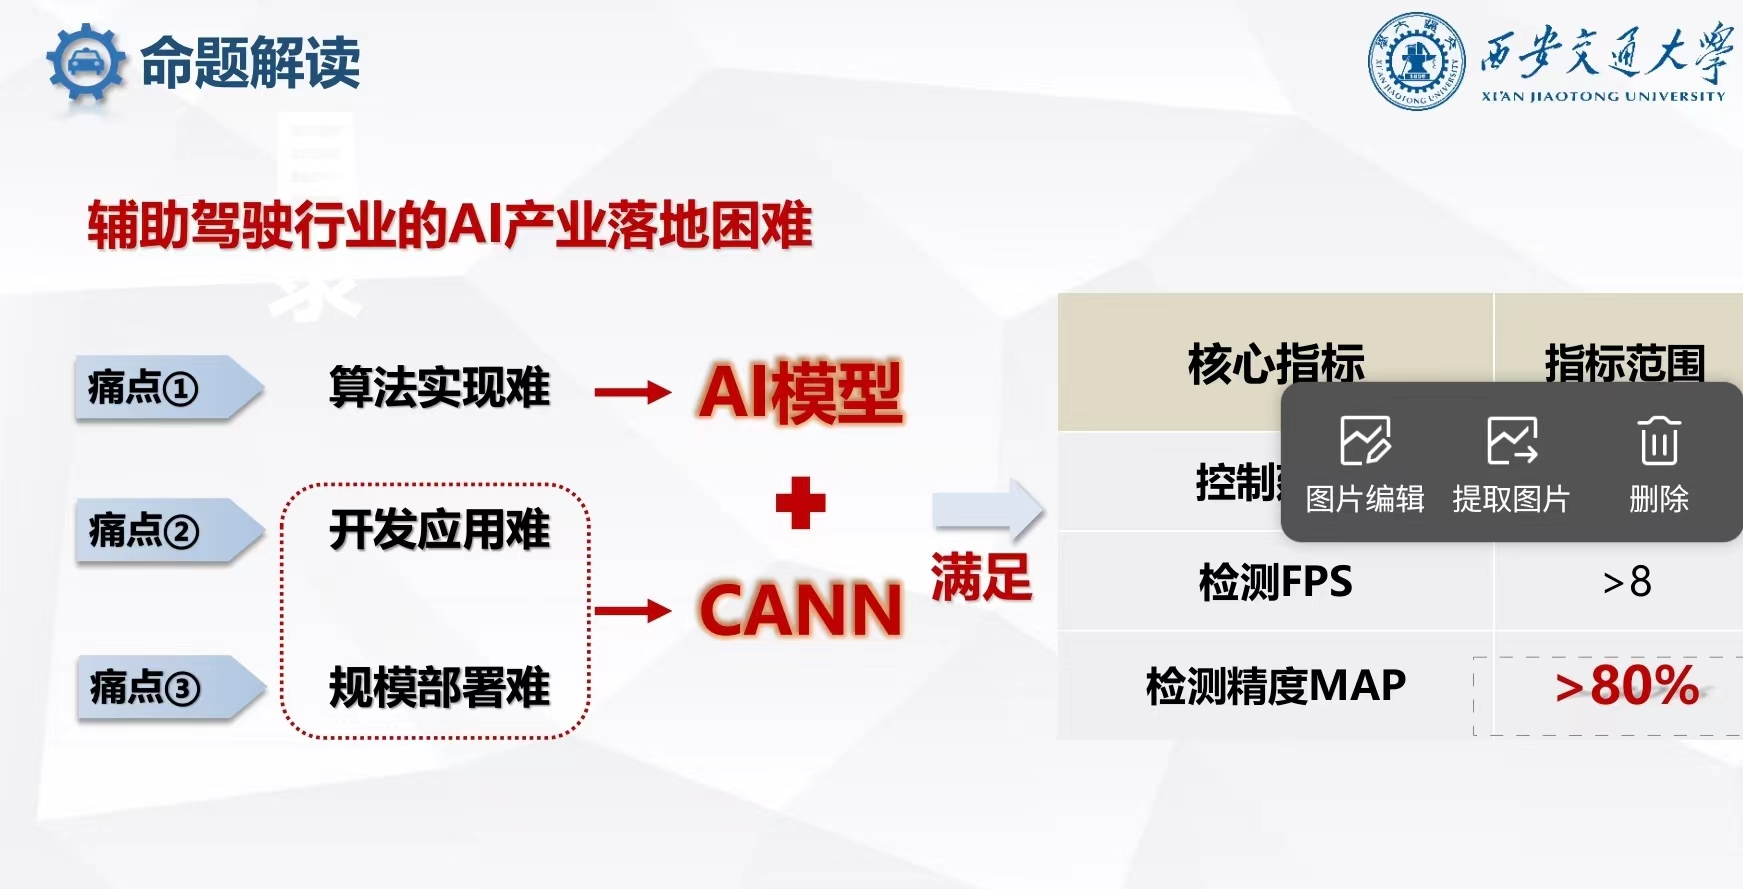 命题解读
西安交通大学
XI'AN JIAOTONG UNIVERSITY
目
录
辅助驾驶行业的AI产业落地困难
痛点①
算法实现难
AI模型
痛点②
开发应用难
CANN
痛点③
规模部署难
满足
核心指标
指标范围
控制
检测FPS
>8
检测精度MAP
>80%
图片编辑
提取图片
删除